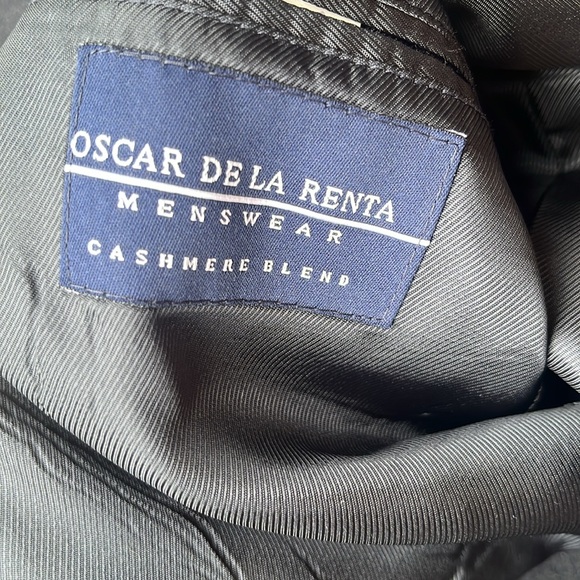 OSCAR DE LA RENTA
MENSWEAR
CASHMERE BLEND